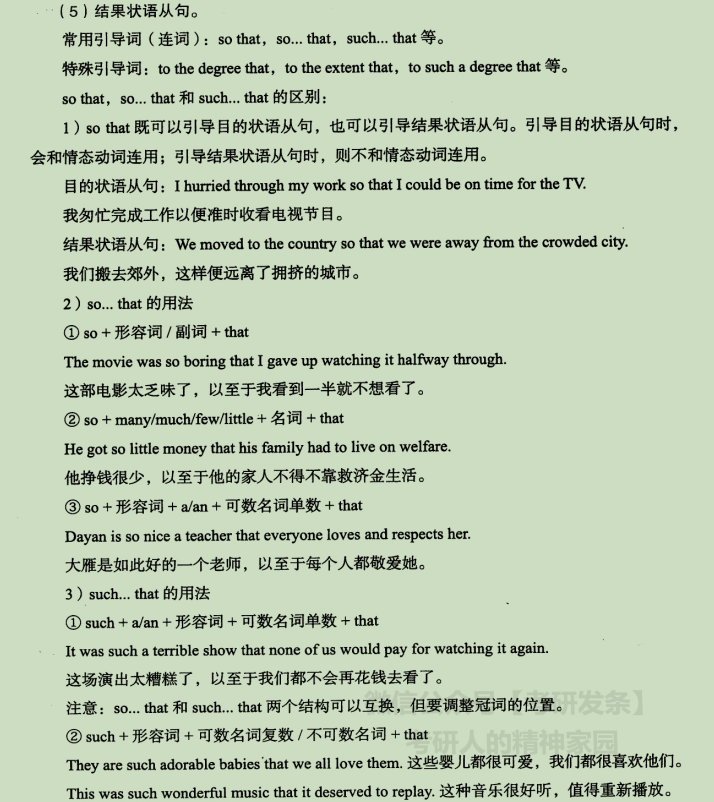 （5）结果状语从句。
常用引导词（连词）：so that，so... that，such... that 等。
特殊引导词：to the degree that，to the extent that，to such a degree that 等。
so that，so... that 和 such... that 的区别：
1）so that 既可以引导目的状语从句，也可以引导结果状语从句。引导目的状语从句时，
会和情态动词连用；引导结果状语从句时，则不和情态动词连用。
目的状语从句：I hurried through my work so that I could be on time for the TV.
我匆忙完成工作以便准时收看电视节目。
结果状语从句：We moved to the country so that we were away from the crowded city.
我们搬去郊外，这样便远离了拥挤的城市。
2）so... that 的用法
① so + 形容词 / 副词 + that
The movie was so boring that I gave up watching it halfway through.
这部电影太乏味了，以至于我看到一半就不想看了。
② so + many/much/few/little + 名词 + that
He got so little money that his family had to live on welfare.
他挣钱很少，以至于他的家人不得不靠救济金生活。
③ so + 形容词 + a/an + 可数名词单数 + that
Dayan is so nice a teacher that everyone loves and respects her.
大雁是如此好的一个老师，以至于每个人都敬爱她。
3）such... that 的用法
① such + a/an + 形容词 + 可数名词单数 + that
It was such a terrible show that none of us would pay for watching it again.
这场演出太糟糕了，以至于我们都不会再花钱去看了。
微信公众号【考研发条】
注意：so... that 和 such... that 两个结构可以互换，但要调整冠词的位置。
② such + 形容词 + 可数名词复数 / 不可数名词 + that
考研人的精神家园
They are such adorable babies that we all love them. 这些婴儿都很可爱，我们都很喜欢他们。
This was such wonderful music that it deserved to replay. 这种音乐很好听，值得重新播放。